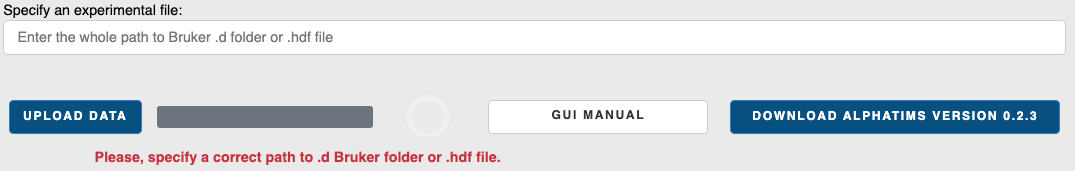 Specify an experimental file:
Enter the whole path to Bruker .d folder or .hdf file
UPLOAD DATA
GUI MANUAL
DOWNLOAD ALPHATIMS VERSION 0.2.3
Please, specify a correct path to .d Bruker folder or .hdf file.